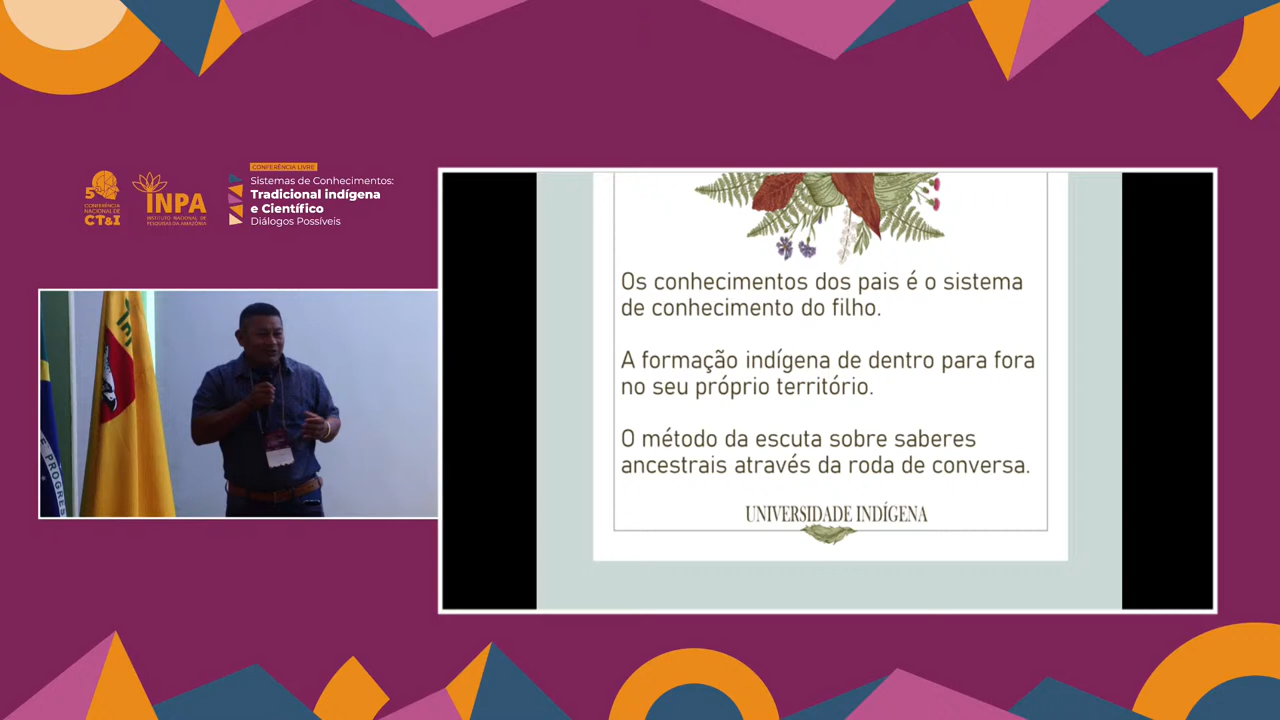 CONFERÊNCIA LIVRE
Sistemas de Conhecimentos:
Tradicional indígena
e Científico
Diálogos Possíveis
5
CONFERÊNCIA
NACIONAL DE
CT&I
INPA
INSTITUTO NACIONAL DE
PESQUISAS DA AMAZÔNIA
E PROGRES
Os conhecimentos dos pais é o sistema
de conhecimento do filho.
A formação indígena de dentro para fora
no seu próprio território.
O método da escuta sobre saberes
ancestrais através da roda de conversa.
UNIVERSIDADE INDÍGENA